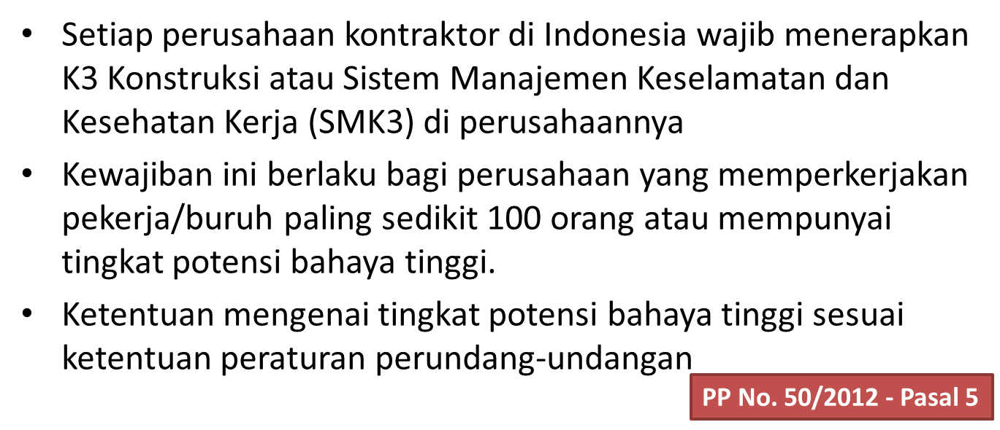 • Setiap perusahaan kontraktor di Indonesia wajib menerapkan
K3 Konstruksi atau Sistem Manajemen Keselamatan dan
Kesehatan Kerja (SMK3) di perusahaannya
• Kewajiban ini berlaku bagi perusahaan yang memperkerjakan
pekerja/buruh paling sedikit 100 orang atau mempunyai
tingkat potensi bahaya tinggi.
• Ketentuan mengenai tingkat potensi bahaya tinggi sesuai
ketentuan peraturan perundang-undangan
PP No. 50/2012 - Pasal 5